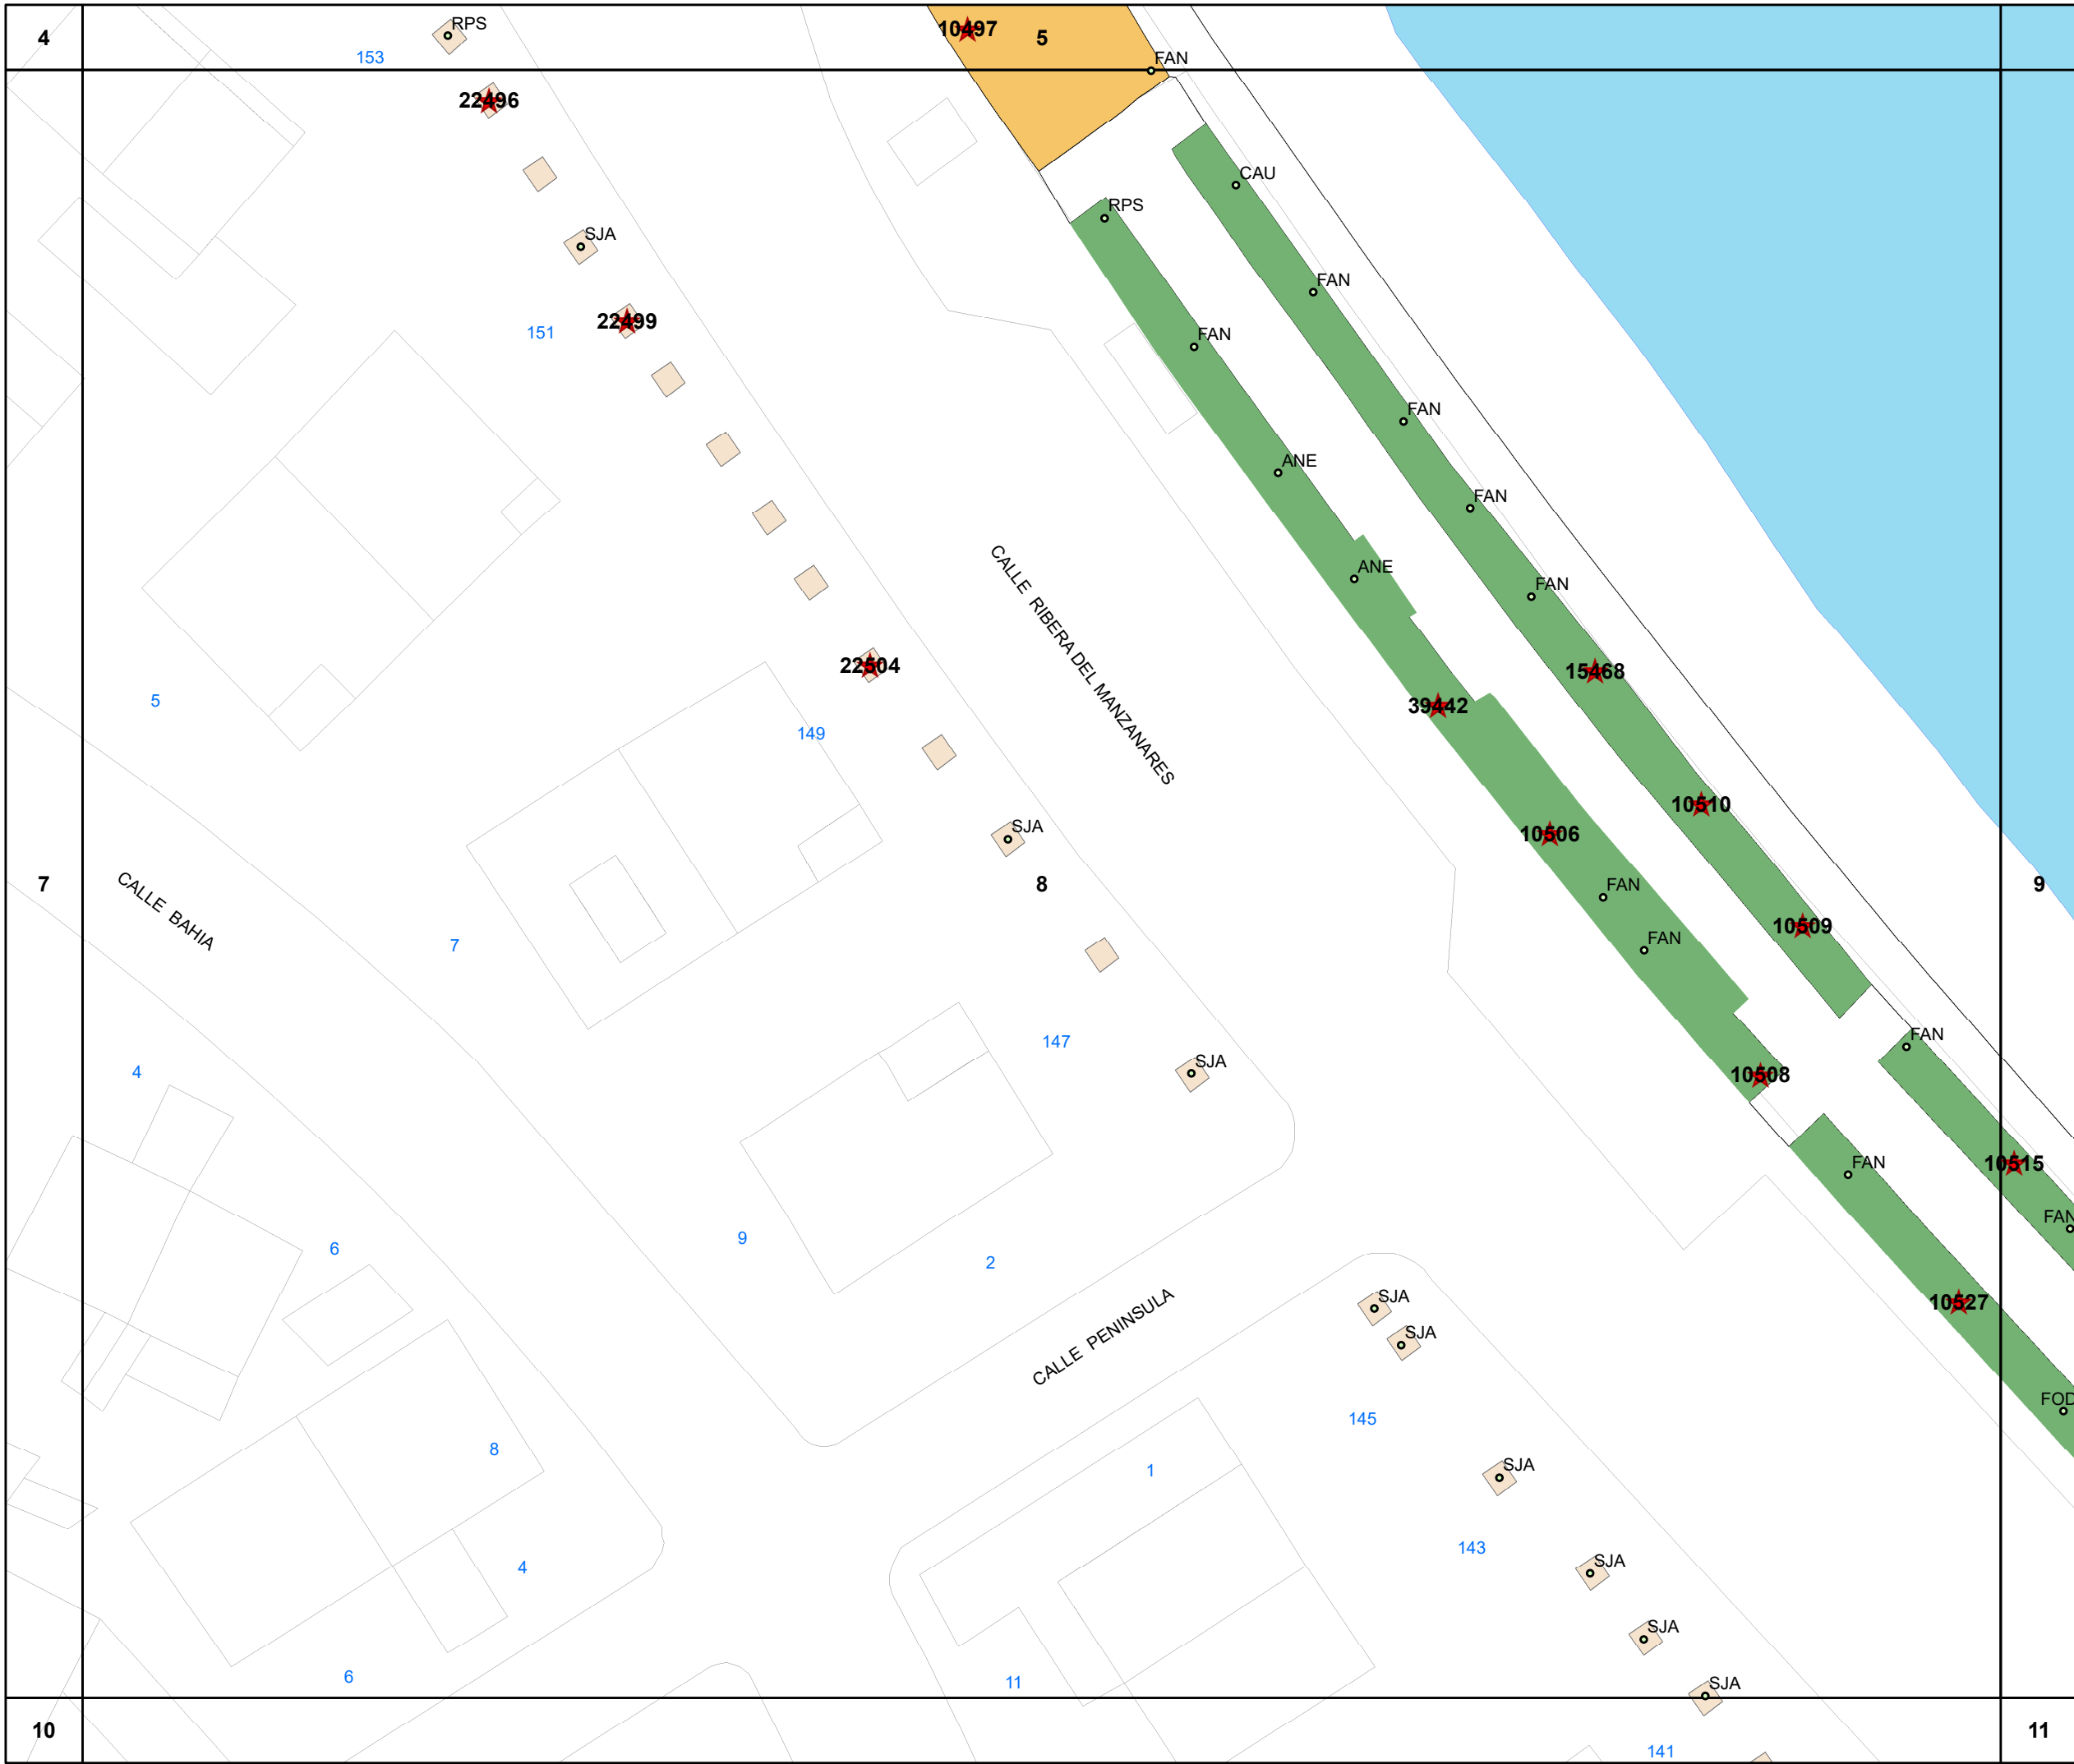 RPS
10497
4
5
153
FAN
22496
CAU
RPS
SJA
FAN
22499
151
FAN
FAN
ANE
FAN
CALLE RIBERA DEL MANZANARES
ANE
FAN
22504
15468
5
39442
149
10510
SJA
10506
7
CALLE BAHIA
8
9
FAN
10509
7
FAN
FAN
147
SJA
4
10508
10515
FAN
FAN
9
6
2
SJA
10527
CALLE PENINSULA
SJA
FOD
145
8
1
SJA
143
4
SJA
SJA
6
11
SJA
10
11
141